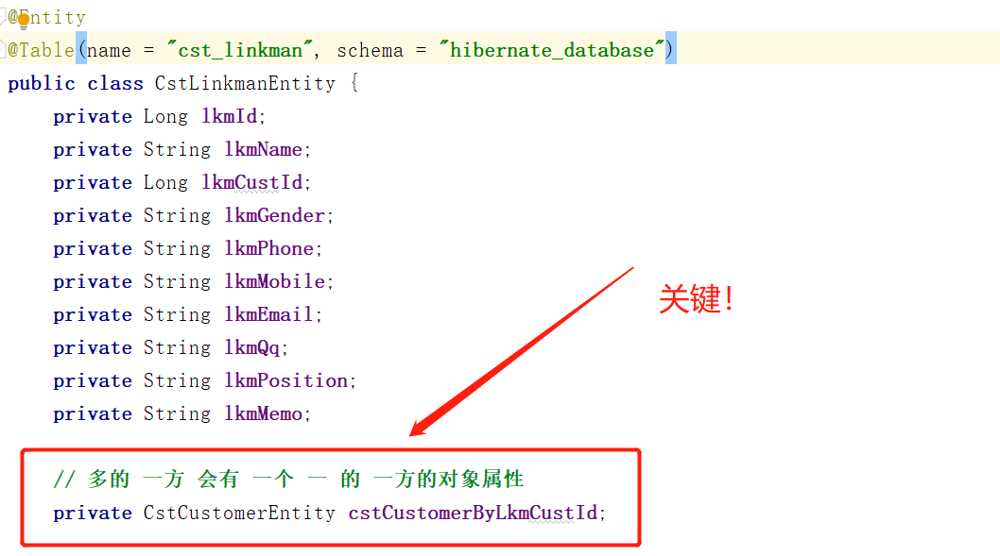 @Entity
@Table(name = "cst_linkman", schema = "hibernate_database")
public class CstLinkmanEntity {
private Long lkmId;
private String lkmName;
private Long lkmCustId;
private String lkmGender;
private String lkmPhone;
private String lkmMobile;
private String lkmEmail;
private String lkmQq;
private String lkmPosition;
private String lkmMemo;
关键!
// 多的 一方 会有 一个 一 的 一方的对象属性
private CstCustomerEntity cstCustomerByLkmCustId;